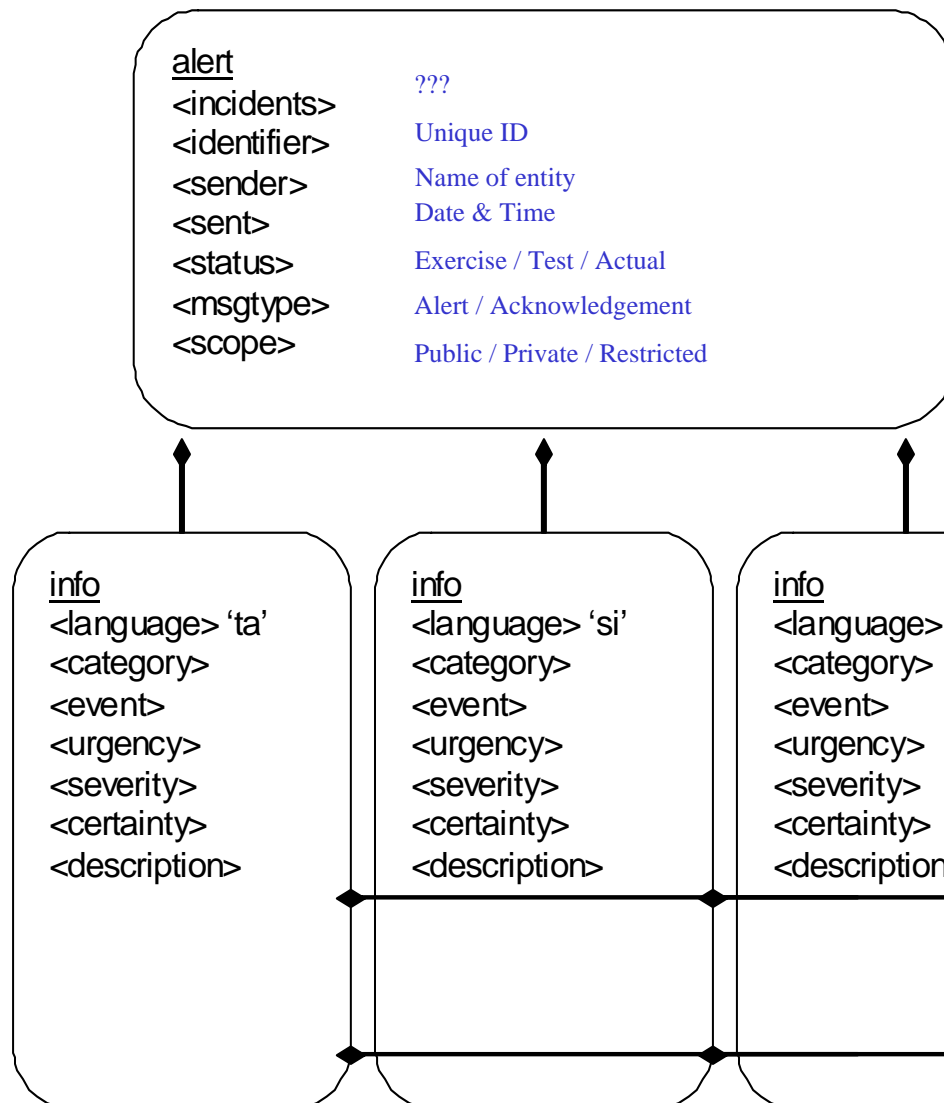 alert
<incidents> ???
<identifier> Unique ID
<sender> Name of entity
<sent> Date & Time
<status> Exercise / Test / Actual
<msgtype> Alert / Acknowledgement
<scope> Public / Private / Restricted
info
<language> ‘ta’
<category>
<event>
<urgency>
<severity>
<certainty>
<description>
info
<language> ‘si’
<category>
<event>
<urgency>
<severity>
<certainty>
<description>
info
<language>
<category>
<event>
<urgency>
<severity>
<certainty>
<description